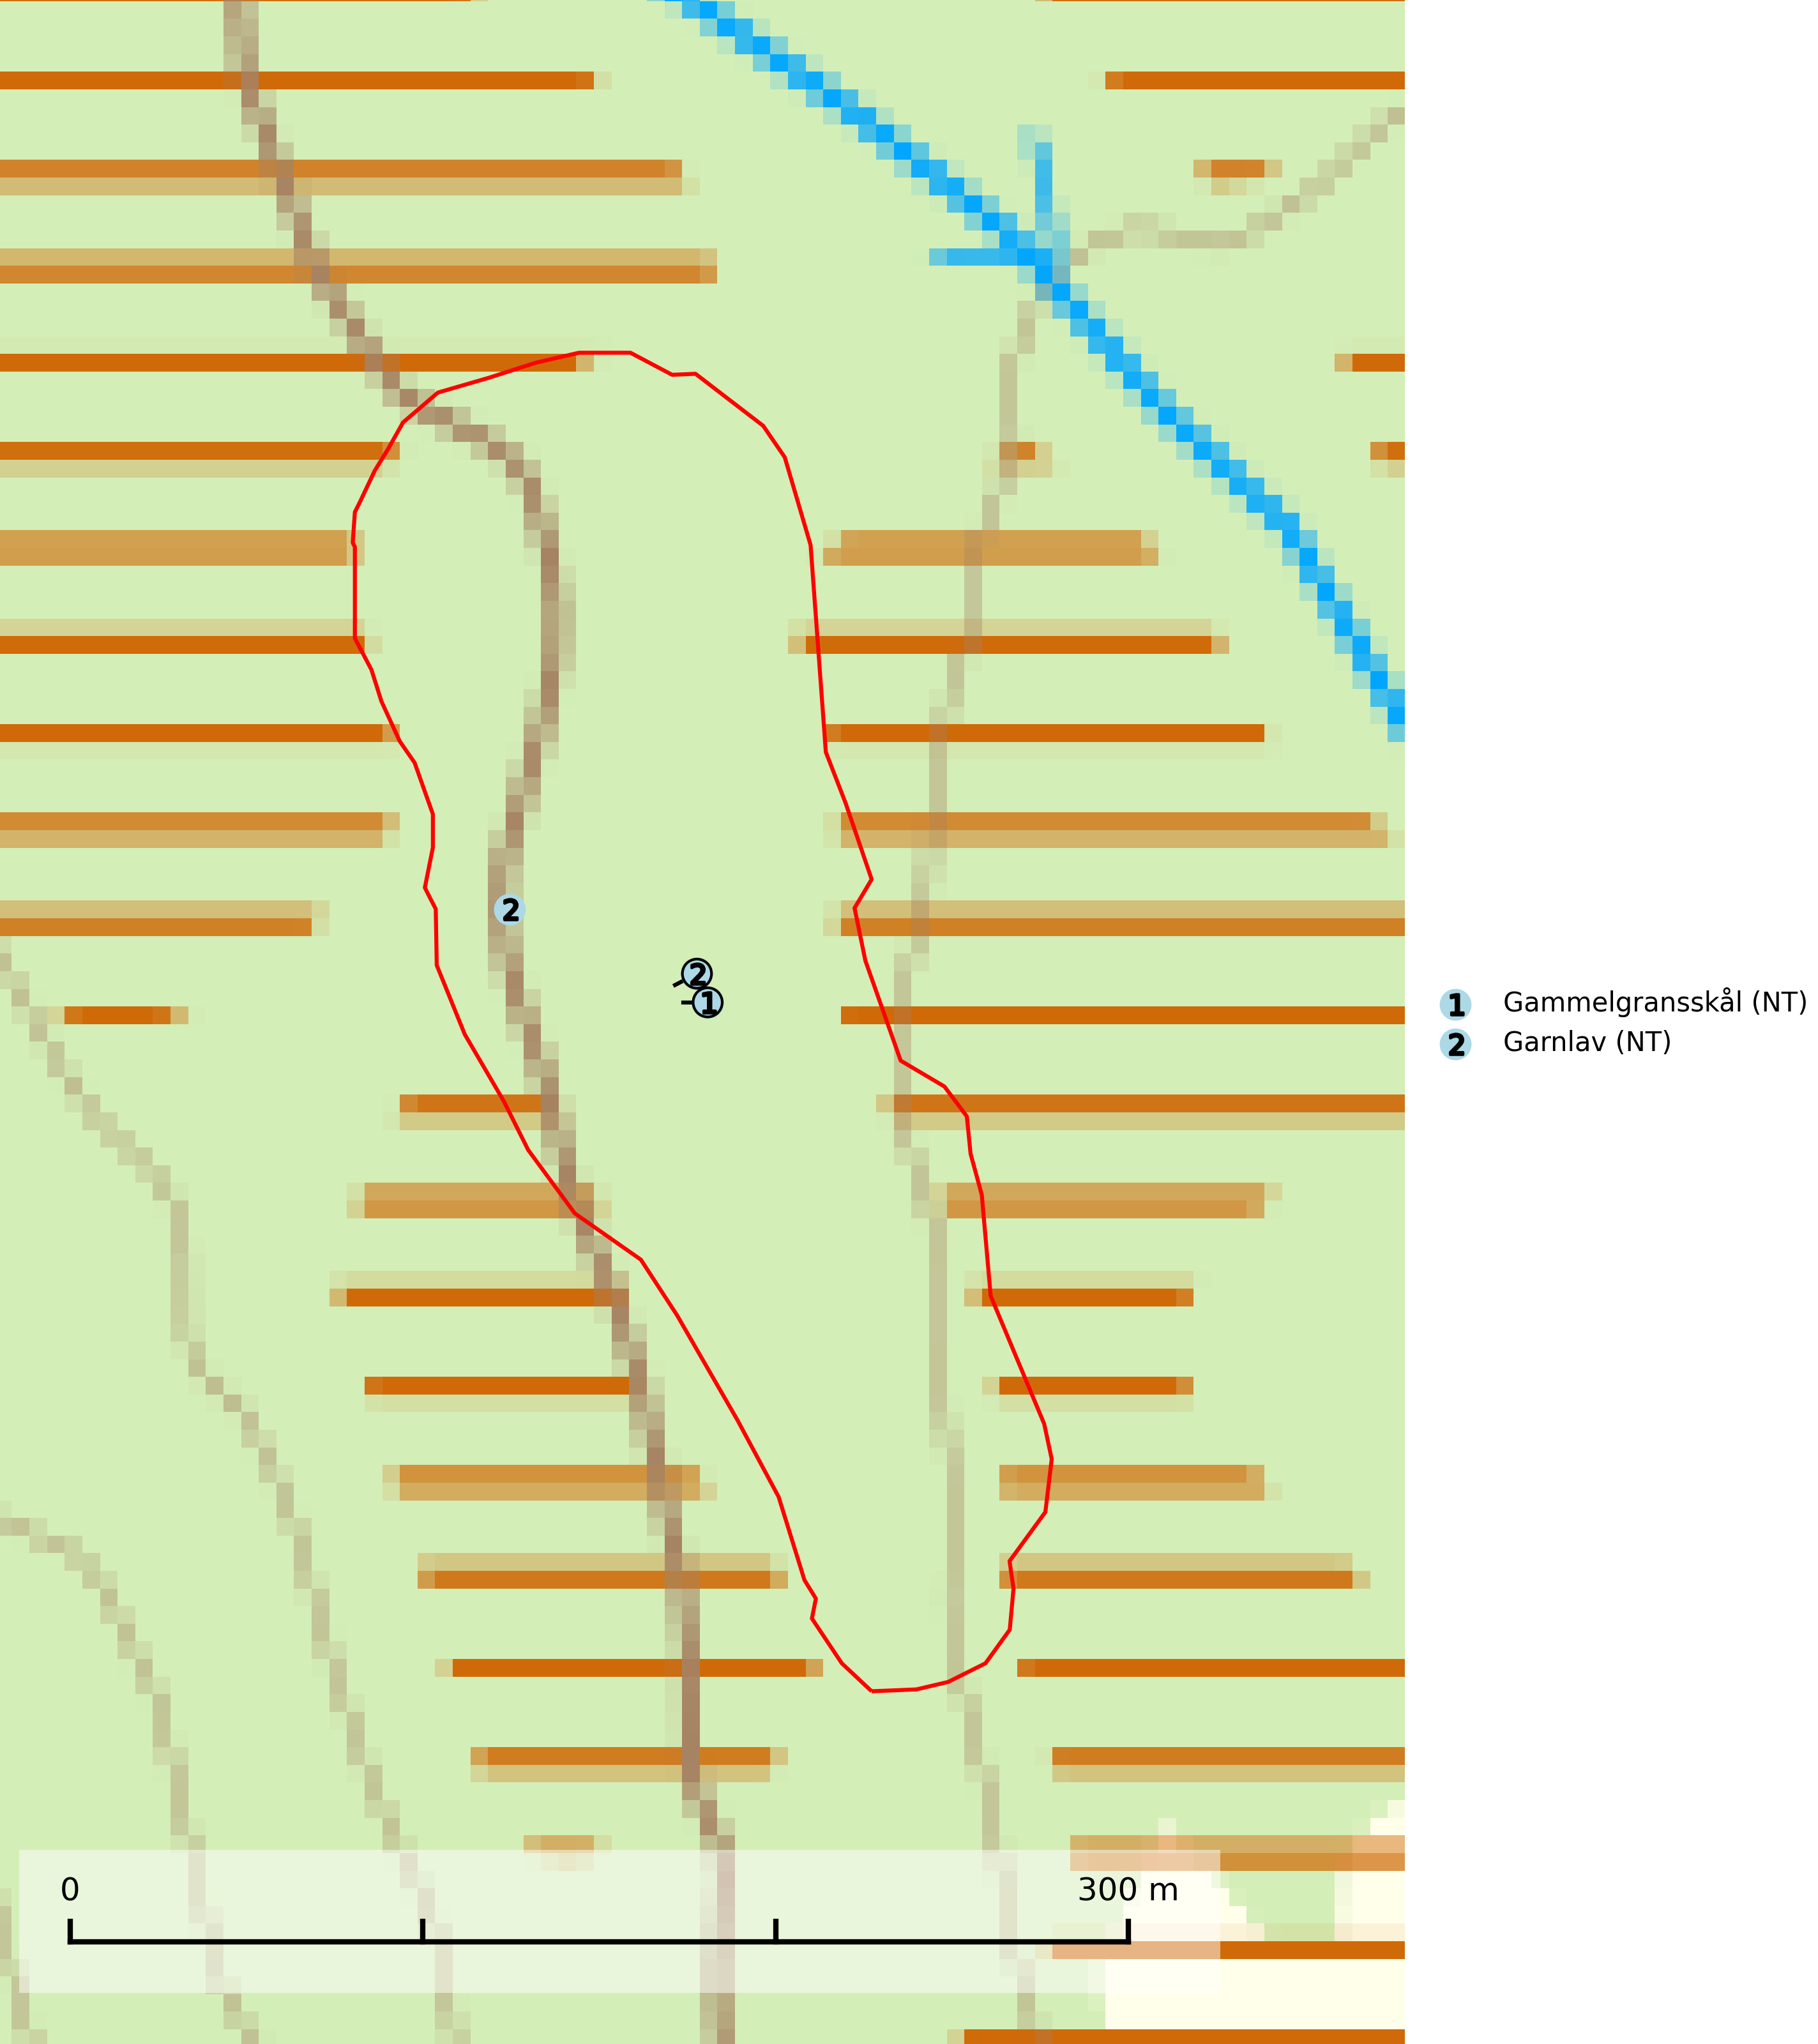 2
2
1
1 Gammelgransskål (NT)
2 Garnlav (NT)
0 300 m